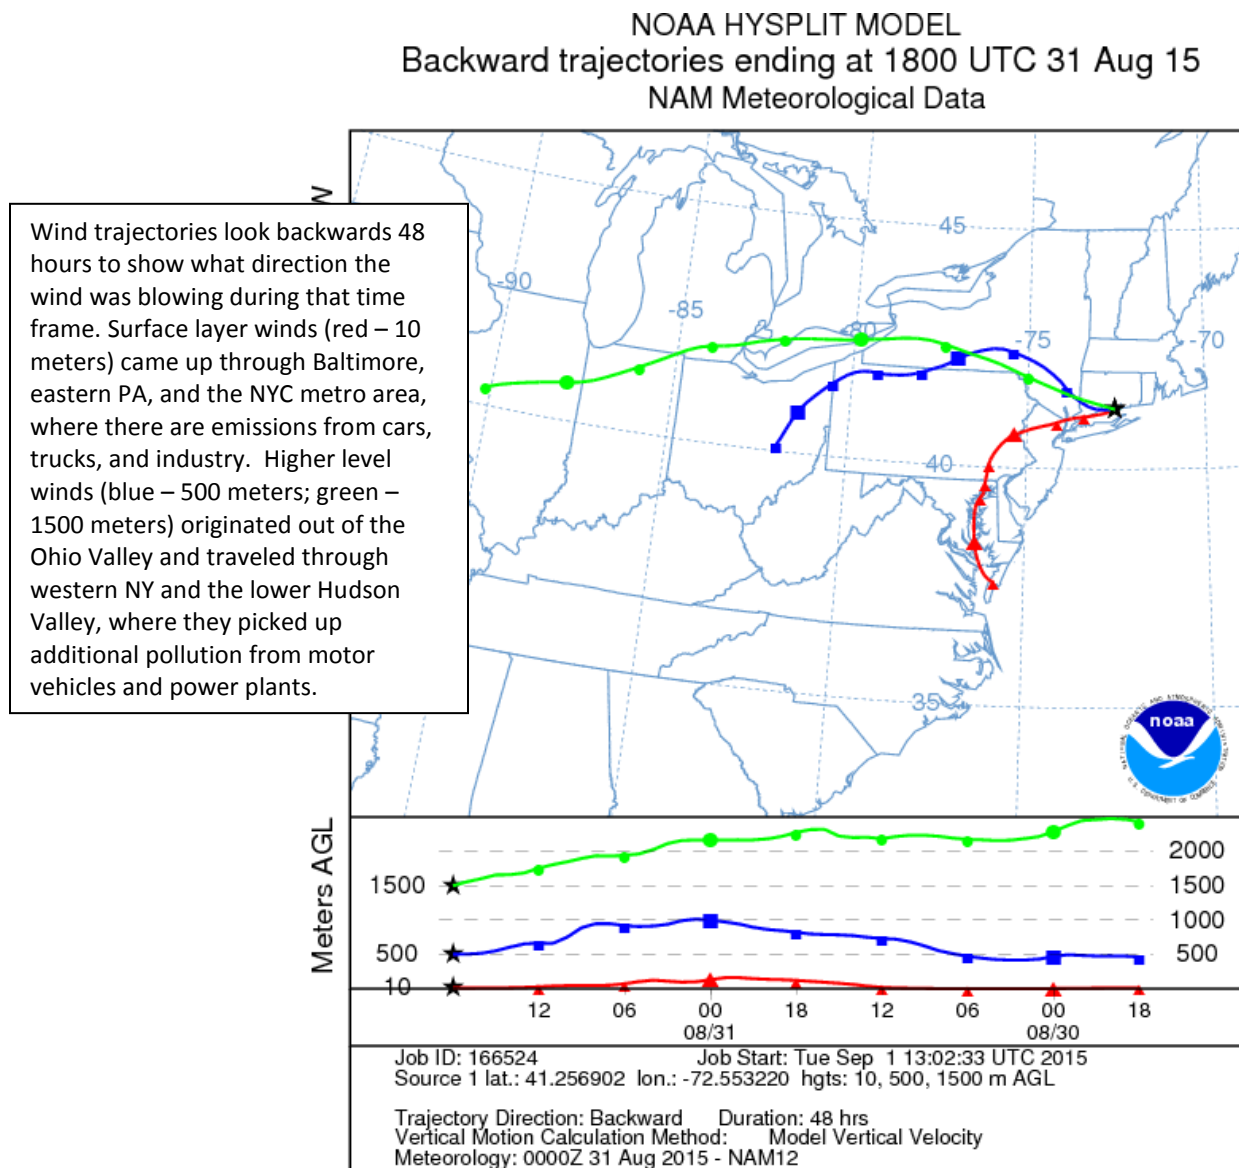 NOAA HYSPLIT MODEL
Backward trajectories ending at 1800 UTC 31 Aug 15
NAM Meteorological Data
Wind trajectories look backwards 48
hours to show what direction the
wind was blowing during that time
frame. Surface layer winds (red – 10
meters) came up through Baltimore,
eastern PA, and the NYC metro area,
where there are emissions from cars,
trucks, and industry.  Higher level
winds (blue – 500 meters; green –
1500 meters) originated out of the
Ohio Valley and traveled through
western NY and the lower Hudson
Valley, where they picked up
additional pollution from motor
vehicles and power plants.
45
-90
-85
-80
-75
-70
40
35
noaa
NATIONAL OCEANIC AND ATMOSPHERIC ADMINISTRATION
U.S. DEPARTMENT OF COMMERCE
Meters AGL
2000
1500 1500
1000
500 500
10
12 06 00 18 12 06 00 18
08/31 08/30
Job ID: 166524 Job Start: Tue Sep 1 13:02:33 UTC 2015
Source 1 lat.: 41.256902 lon.: -72.553220 hgts: 10, 500, 1500 m AGL
Trajectory Direction: Backward Duration: 48 hrs
Vertical Motion Calculation Method: Model Vertical Velocity
Meteorology: 0000Z 31 Aug 2015 - NAM12